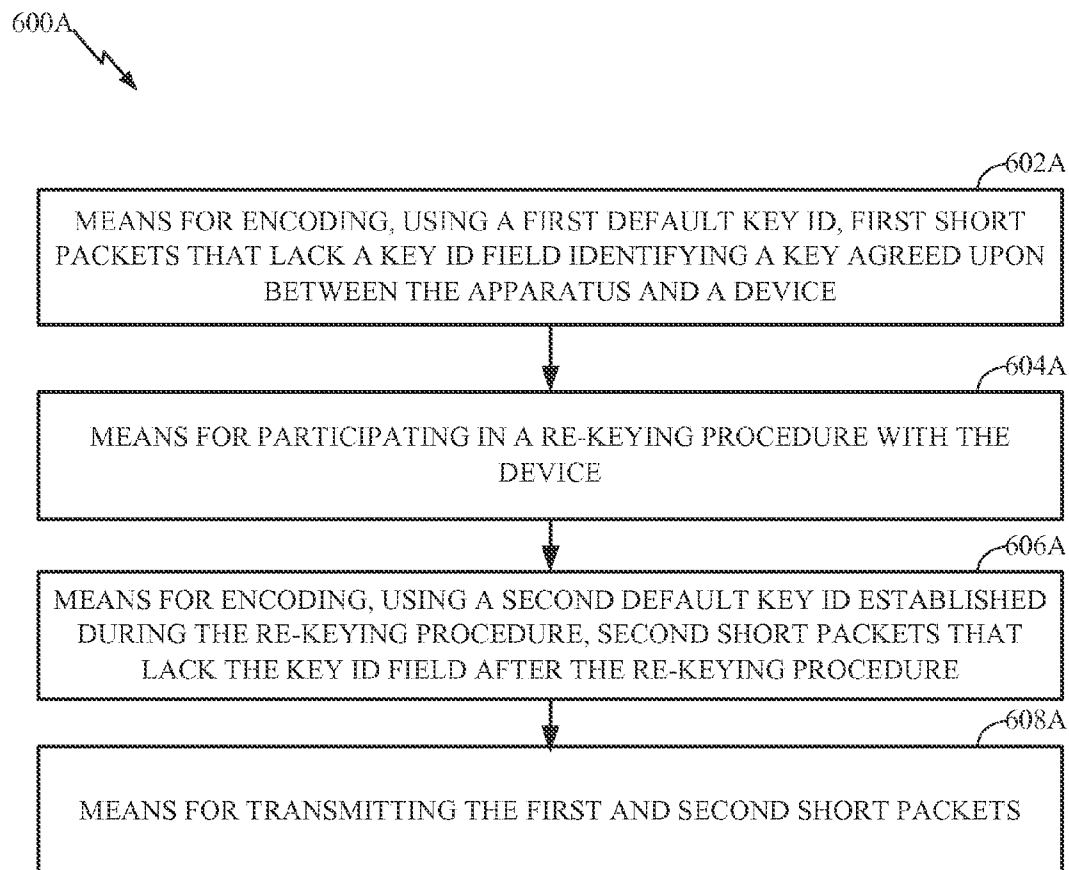 600A
602A
MEANS FOR ENCODING, USING A FIRST DEFAULT KEY ID, FIRST SHORT
PACKETS THAT LACK A KEY ID FIELD IDENTIFYING A KEY AGREED UPON
BETWEEN THE APPARATUS AND A DEVICE
604A
MEANS FOR PARTICIPATING IN A RE-KEYING PROCEDURE WITH THE
DEVICE
606A
MEANS FOR ENCODING, USING A SECOND DEFAULT KEY ID ESTABLISHED
DURING THE RE-KEYING PROCEDURE, SECOND SHORT PACKETS THAT
LACK THE KEY ID FIELD AFTER THE RE-KEYING PROCEDURE
608A
MEANS FOR TRANSMITTING THE FIRST AND SECOND SHORT PACKETS